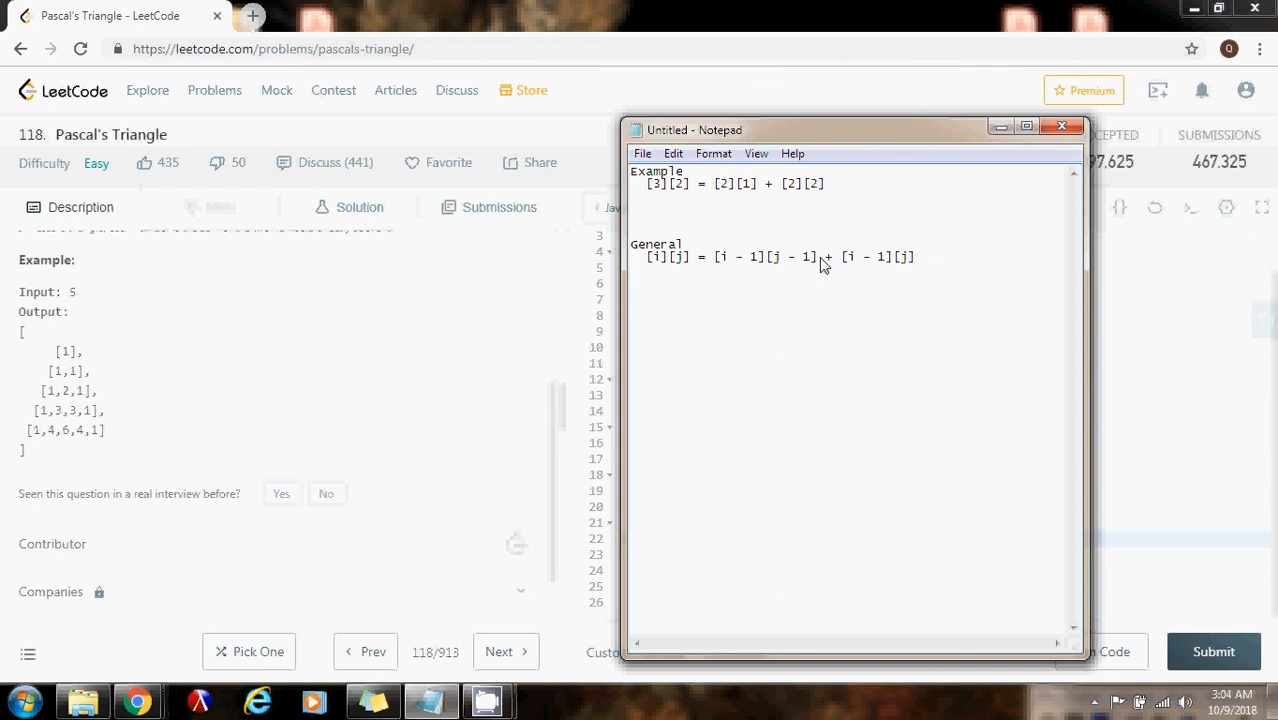 Pascal's Triangle - LeetCode
https://leetcode.com/problems/pascals-triangle/
Q
LeetCode
Explore
Problems
Mock
Contest
Articles
Discuss
Store
Premium
118. Pascal's Triangle
CEPTED
SUBMISSIONS
Difficulty
Easy
435
50
Discuss (441)
Favorite
Share
97.625
467.325
Description
Solution
Submissions
Jav
Example:
Input: 5
Output:
[
[1],
[1,1],
[1,2,1],
[1,3,3,1],
[1,4,6,4,1]
]
Seen this question in a real interview before?
Yes
No
Contributor
Companies
3
4
5
6
7
8
9
10
11
12
13
14
15
16
17
18
19
20
21
22
23
24
25
26
Untitled - Notepad
File Edit Format View Help
Example
[3][2] = [2][1] + [2][2]
General
[i][j] = [i - 1][j - 1] + [i - 1][j]
Pick One
Prev
118/913
Next
Custo
n Code
Submit
3:04 AM
10/9/2018